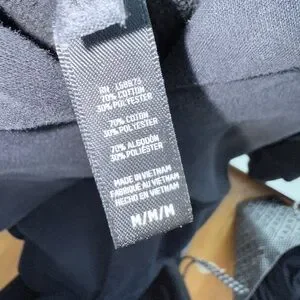 RN 150873
70% COTTON
30% POLYESTER
70% COTON
30% POLYESTER
70% ALGODÓN
30% POLIÉSTER
MADE IN VIETNAM
FABRIQUÉ AU VIETNAM
HECHO EN VIETNAM
M/M/M